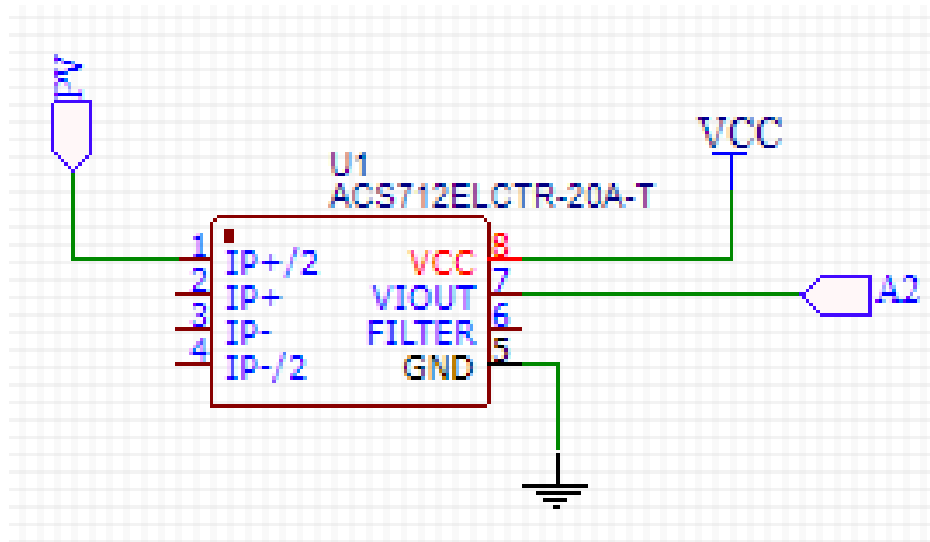 PV
VCC
U1
ACS712ELCTR-20A-T
1 IP+/2 VCC 8
2 IP+ VIOUT 7
A2
3 IP- FILTER 6
4 IP-/2 GND 5